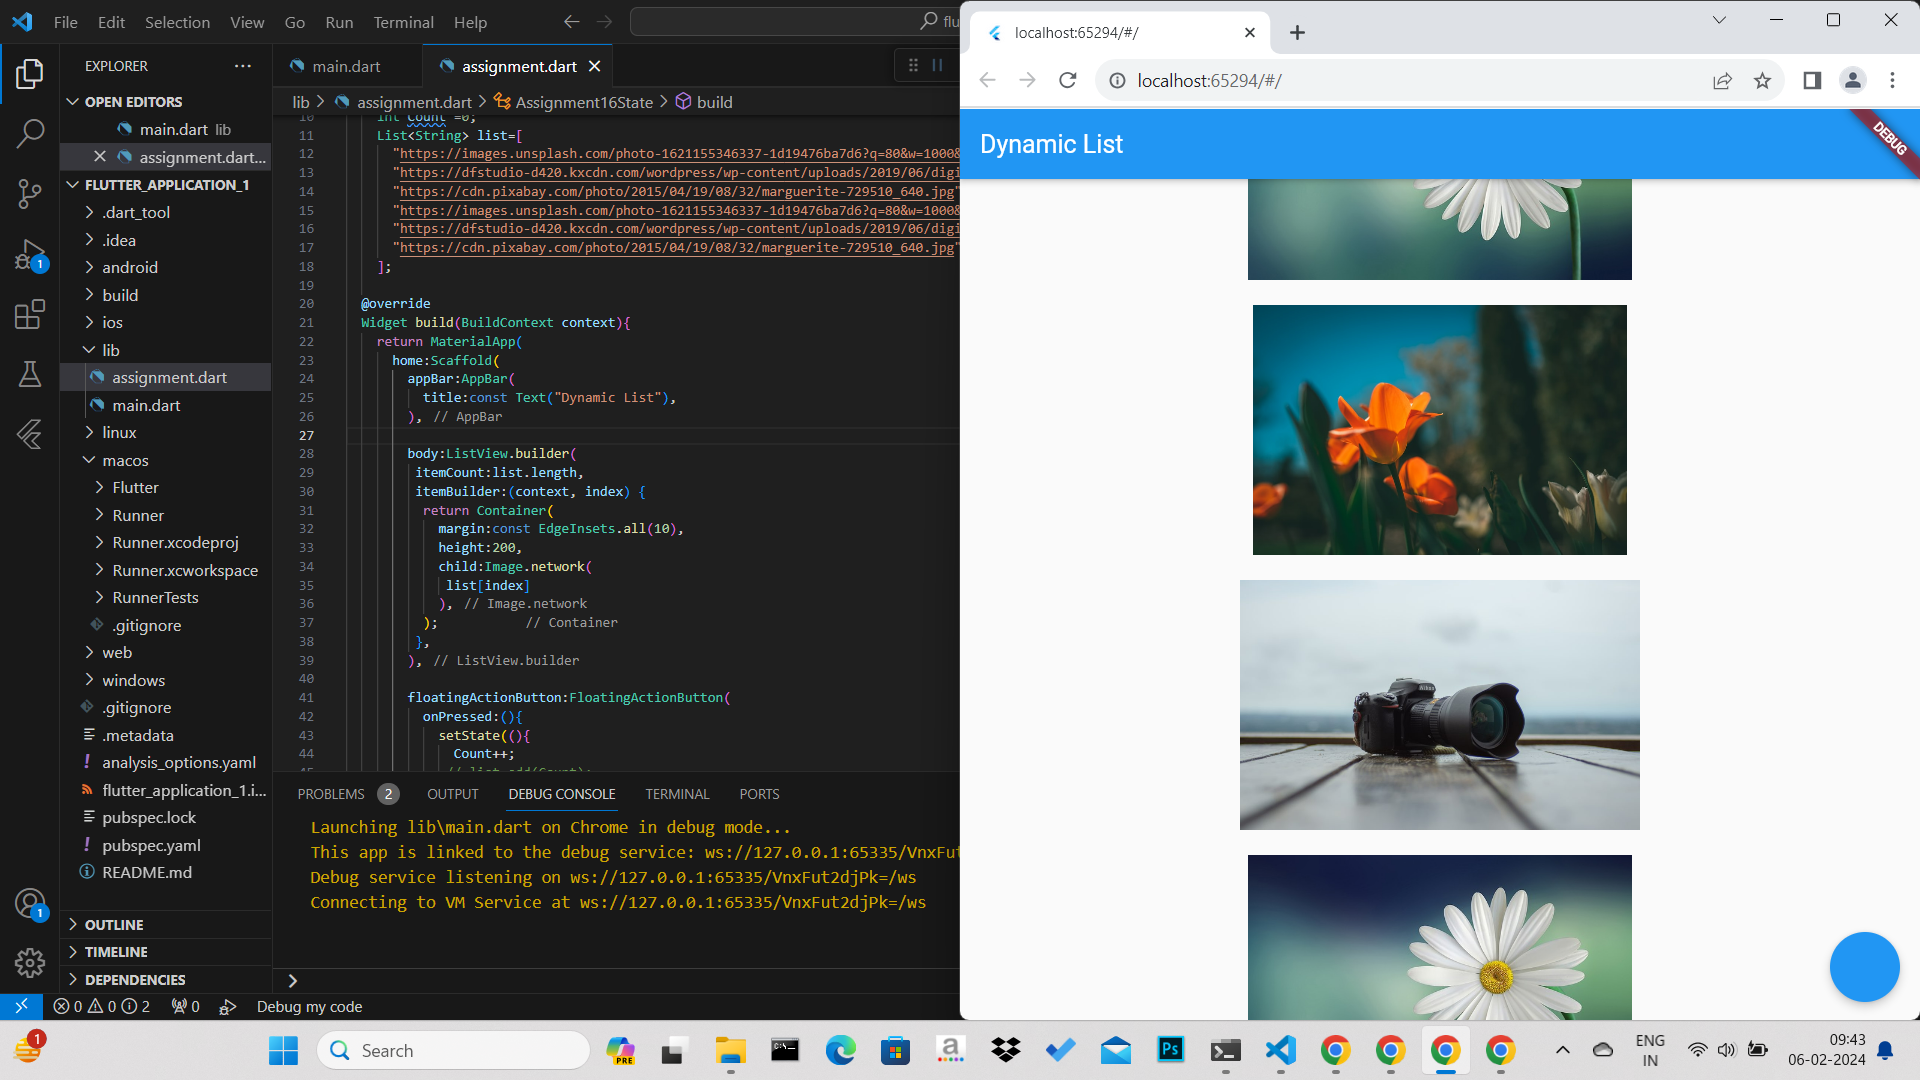 File Edit Selection View Go Run Terminal Help
flu
EXPLORER
OPEN EDITORS
main.dart lib
assignment.dart...
FLUTTER_APPLICATION_1
.dart_tool
.idea
android
build
ios
lib
assignment.dart
main.dart
linux
macos
Flutter
Runner
Runner.xcodeproj
Runner.xcworkspace
RunnerTests
.gitignore
web
windows
.gitignore
.metadata
analysis_options.yaml
flutter_application_1.i...
pubspec.lock
pubspec.yaml
README.md
OUTLINE
TIMELINE
DEPENDENCIES
main.dart
assignment.dart
lib > assignment.dart > Assignment16State > build
10 int Count =0;
11 List<String> list=[
12 "https://images.unsplash.com/photo-1621155346337-1d19476ba7d6?q=80&w=1000&
13 "https://dfstudio-d420.kxcdn.com/wordpress/wp-content/uploads/2019/06/digi
14 "https://cdn.pixabay.com/photo/2015/04/19/08/32/marguerite-729510_640.jpg"
15 "https://images.unsplash.com/photo-1621155346337-1d19476ba7d6?q=80&w=1000&
16 "https://dfstudio-d420.kxcdn.com/wordpress/wp-content/uploads/2019/06/digi
17 "https://cdn.pixabay.com/photo/2015/04/19/08/32/marguerite-729510_640.jpg"
18 ];
19
20 @override
21 Widget build(BuildContext context){
22 return MaterialApp(
23 home:Scaffold(
24 appBar:AppBar(
25 title:const Text("Dynamic List"),
26 ), // AppBar
27
28 body:ListView.builder(
29 itemCount:list.length,
30 itemBuilder:(context, index) {
31 return Container(
32 margin:const EdgeInsets.all(10),
33 height:200,
34 child:Image.network(
35 list[index]
36 ), // Image.network
37 ); // Container
38 },
39 ), // ListView.builder
40
41 floatingActionButton:FloatingActionButton(
42 onPressed:(){
43 setState((){
44 Count++;
45 // list.add(Count);
PROBLEMS 2 OUTPUT DEBUG CONSOLE TERMINAL PORTS
Launching lib\main.dart on Chrome in debug mode...
This app is linked to the debug service: ws://127.0.0.1:65335/VnxFut
Debug service listening on ws://127.0.0.1:65335/VnxFut2djPk=/ws
Connecting to VM Service at ws://127.0.0.1:65335/VnxFut2djPk=/ws
>
1
1
0 0 2 0 Debug my code
localhost:65294/#/
localhost:65294/#/
Dynamic List
DEBUG
Nikon
1
Search
PRE
a
Ps
ENG
IN
09:43
06-02-2024